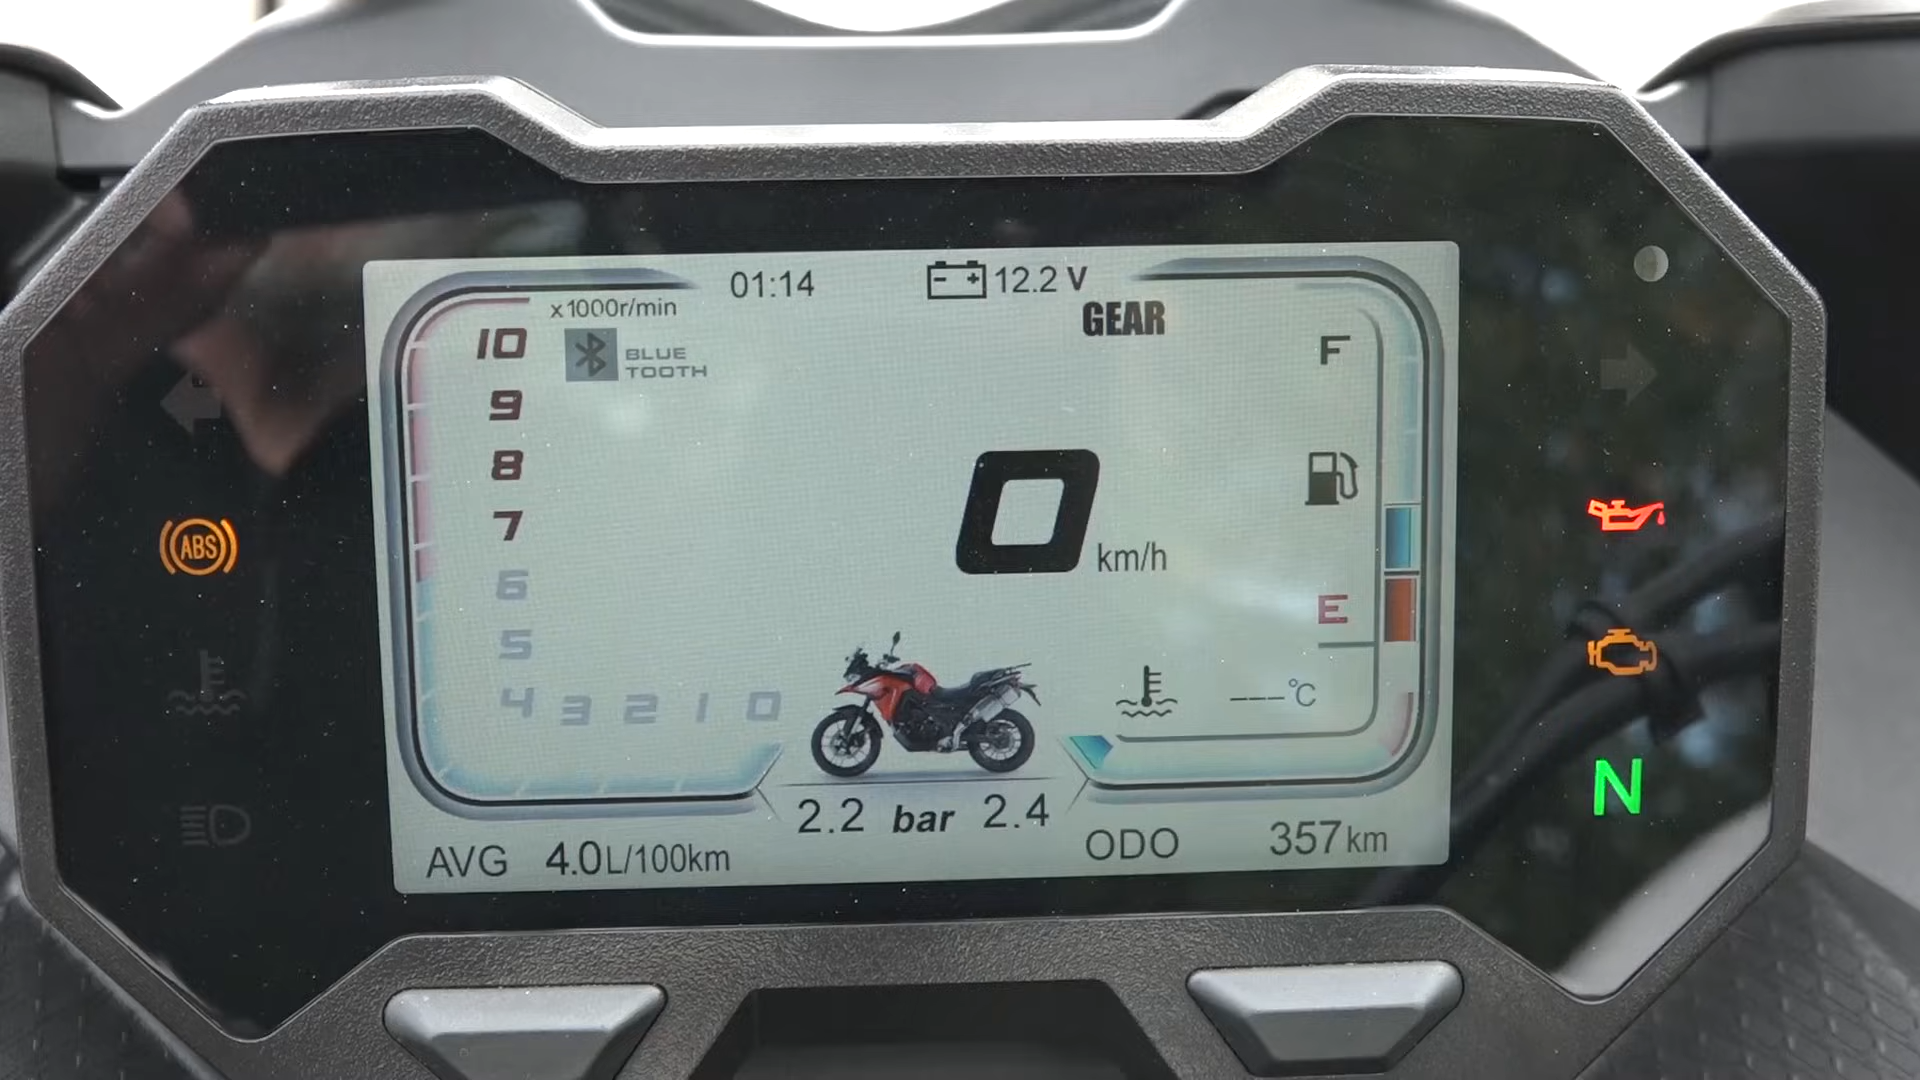 01:14 12.2 V
x1000r/min
GEAR
10
BLUE
TOOTH
F
9
8
7
0 km/h
ABS
6
E
5
4 3 2 1 0
---°C
N
2.2 bar 2.4
AVG 4.0L/100km
ODO 357km